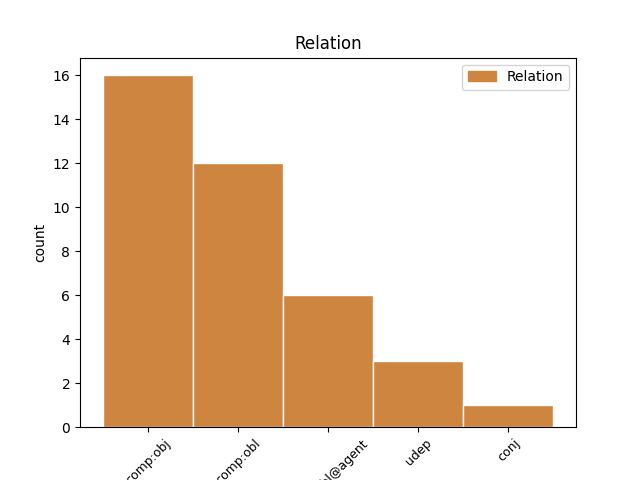 Relation
Relation
count
16
14
12
10
8
6
4
2
0
comp:obj
comp:obl
udep
conj